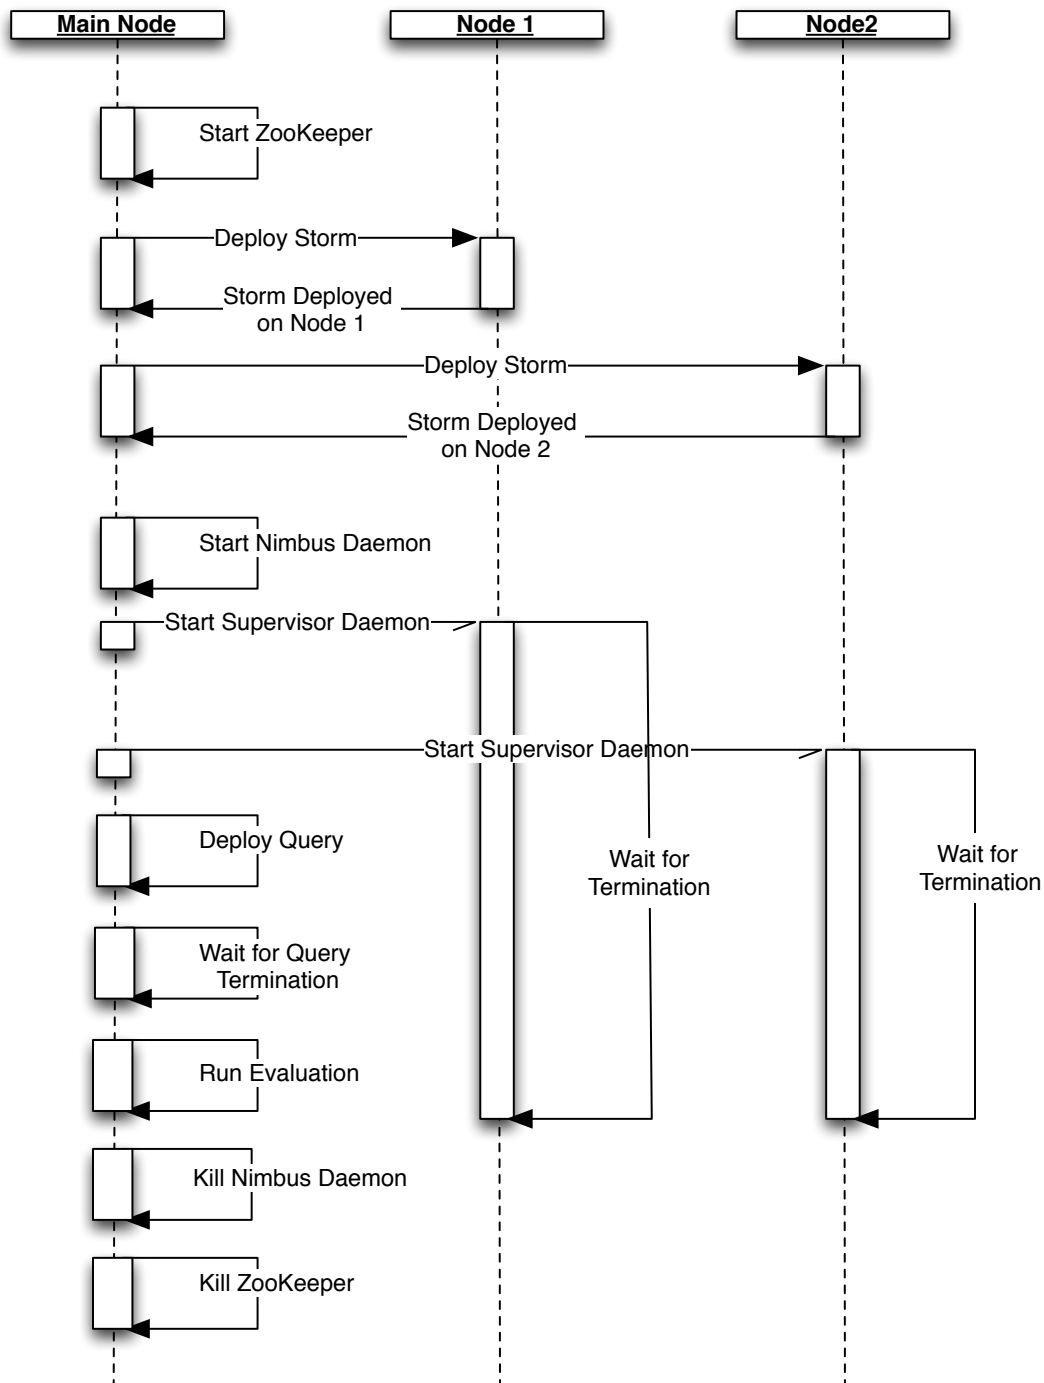 Main Node
Node 1
Node2
Start ZooKeeper
Deploy Storm
Storm Deployed
on Node 1
Deploy Storm
Storm Deployed
on Node 2
Start Nimbus Daemon
Start Supervisor Daemon
Start Supervisor Daemon
Deploy Query
Wait for
Termination
Wait for
Termination
Wait for Query
Termination
Run Evaluation
Kill Nimbus Daemon
Kill ZooKeeper